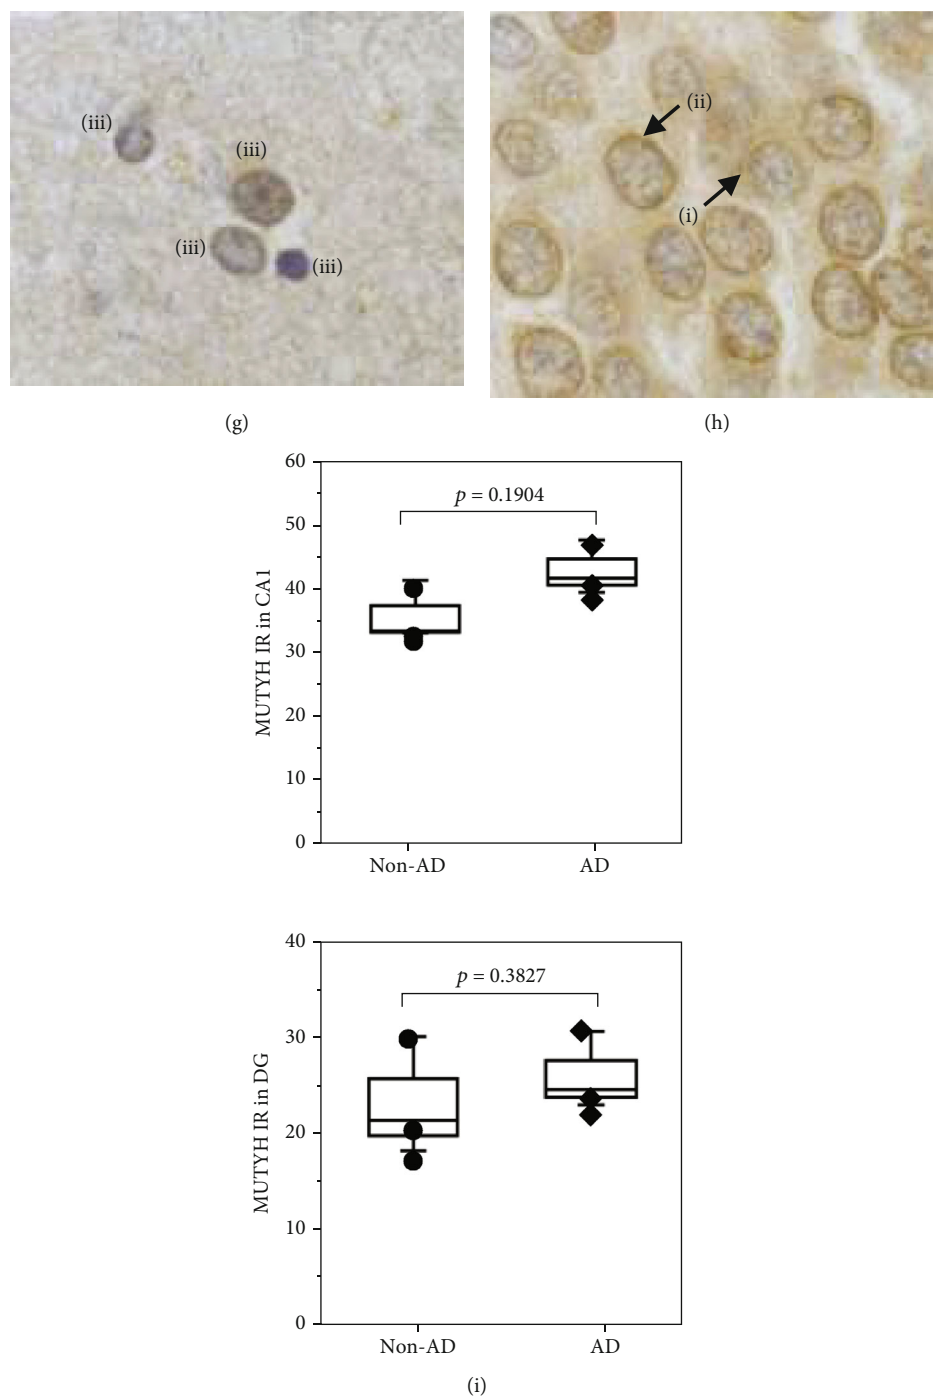 (iii)
(iii)
(iii)
(iii)
(g)
(ii)
(i)
(h)
60
50
40
30
20
10
0
MUTYH IR in CA1
p = 0.1904
Non-AD
AD
40
30
20
10
0
MUTYH IR in DG
p = 0.3827
Non-AD
AD
(i)